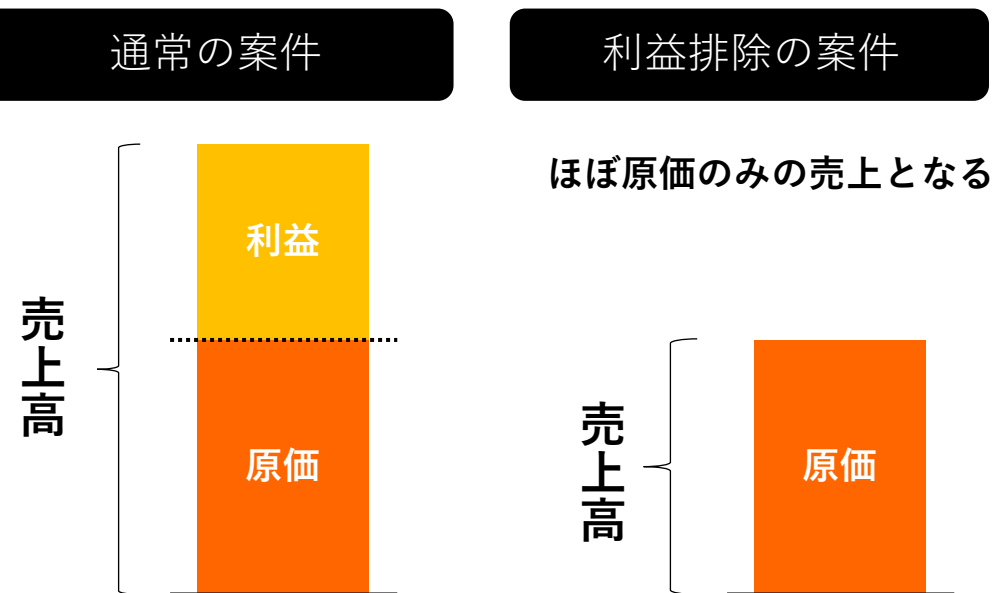 通常の案件
利益排除の案件
ほぼ原価のみの売上となる
利益
売上高
原価
売上高
原価